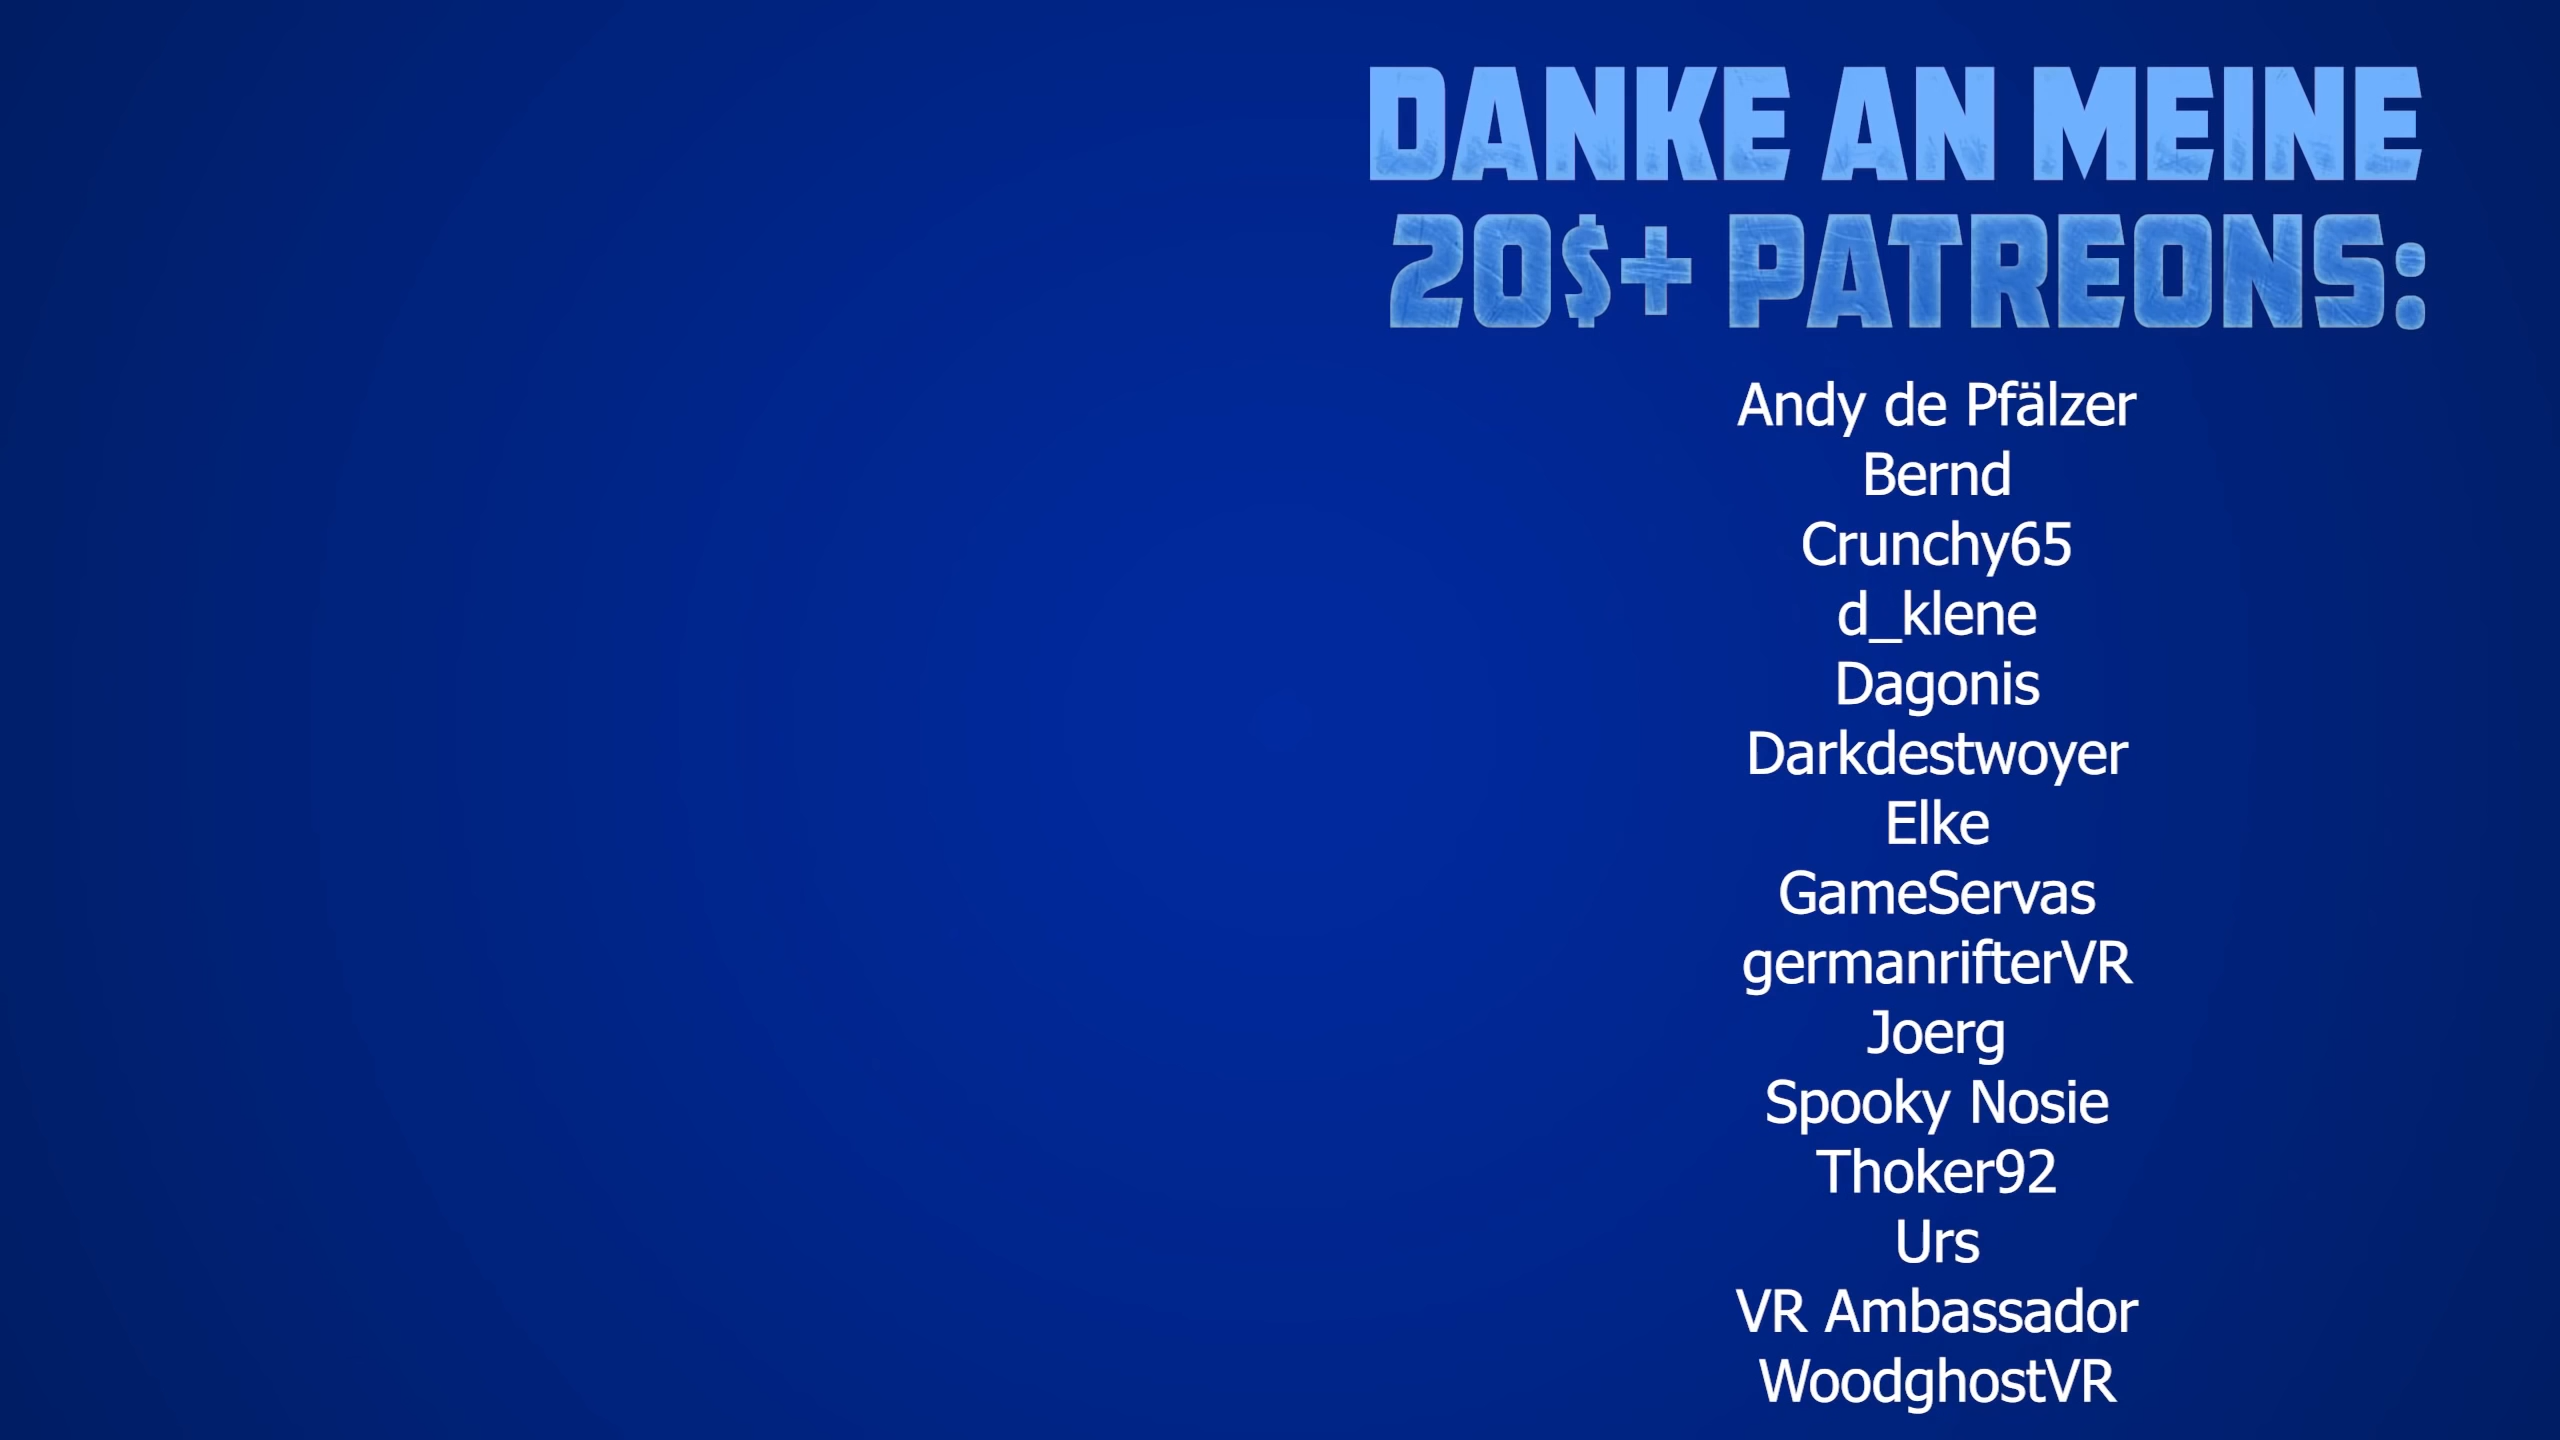 DANKE AN MEINE
20$+ PATREONS:
Andy de Pfälzer
Bernd
Crunchy65
d_klene
Dagonis
Darkdestwoyer
Elke
GameServas
germanrifterVR
Joerg
Spooky Nosie
Thoker92
Urs
VR Ambassador
WoodghostVR